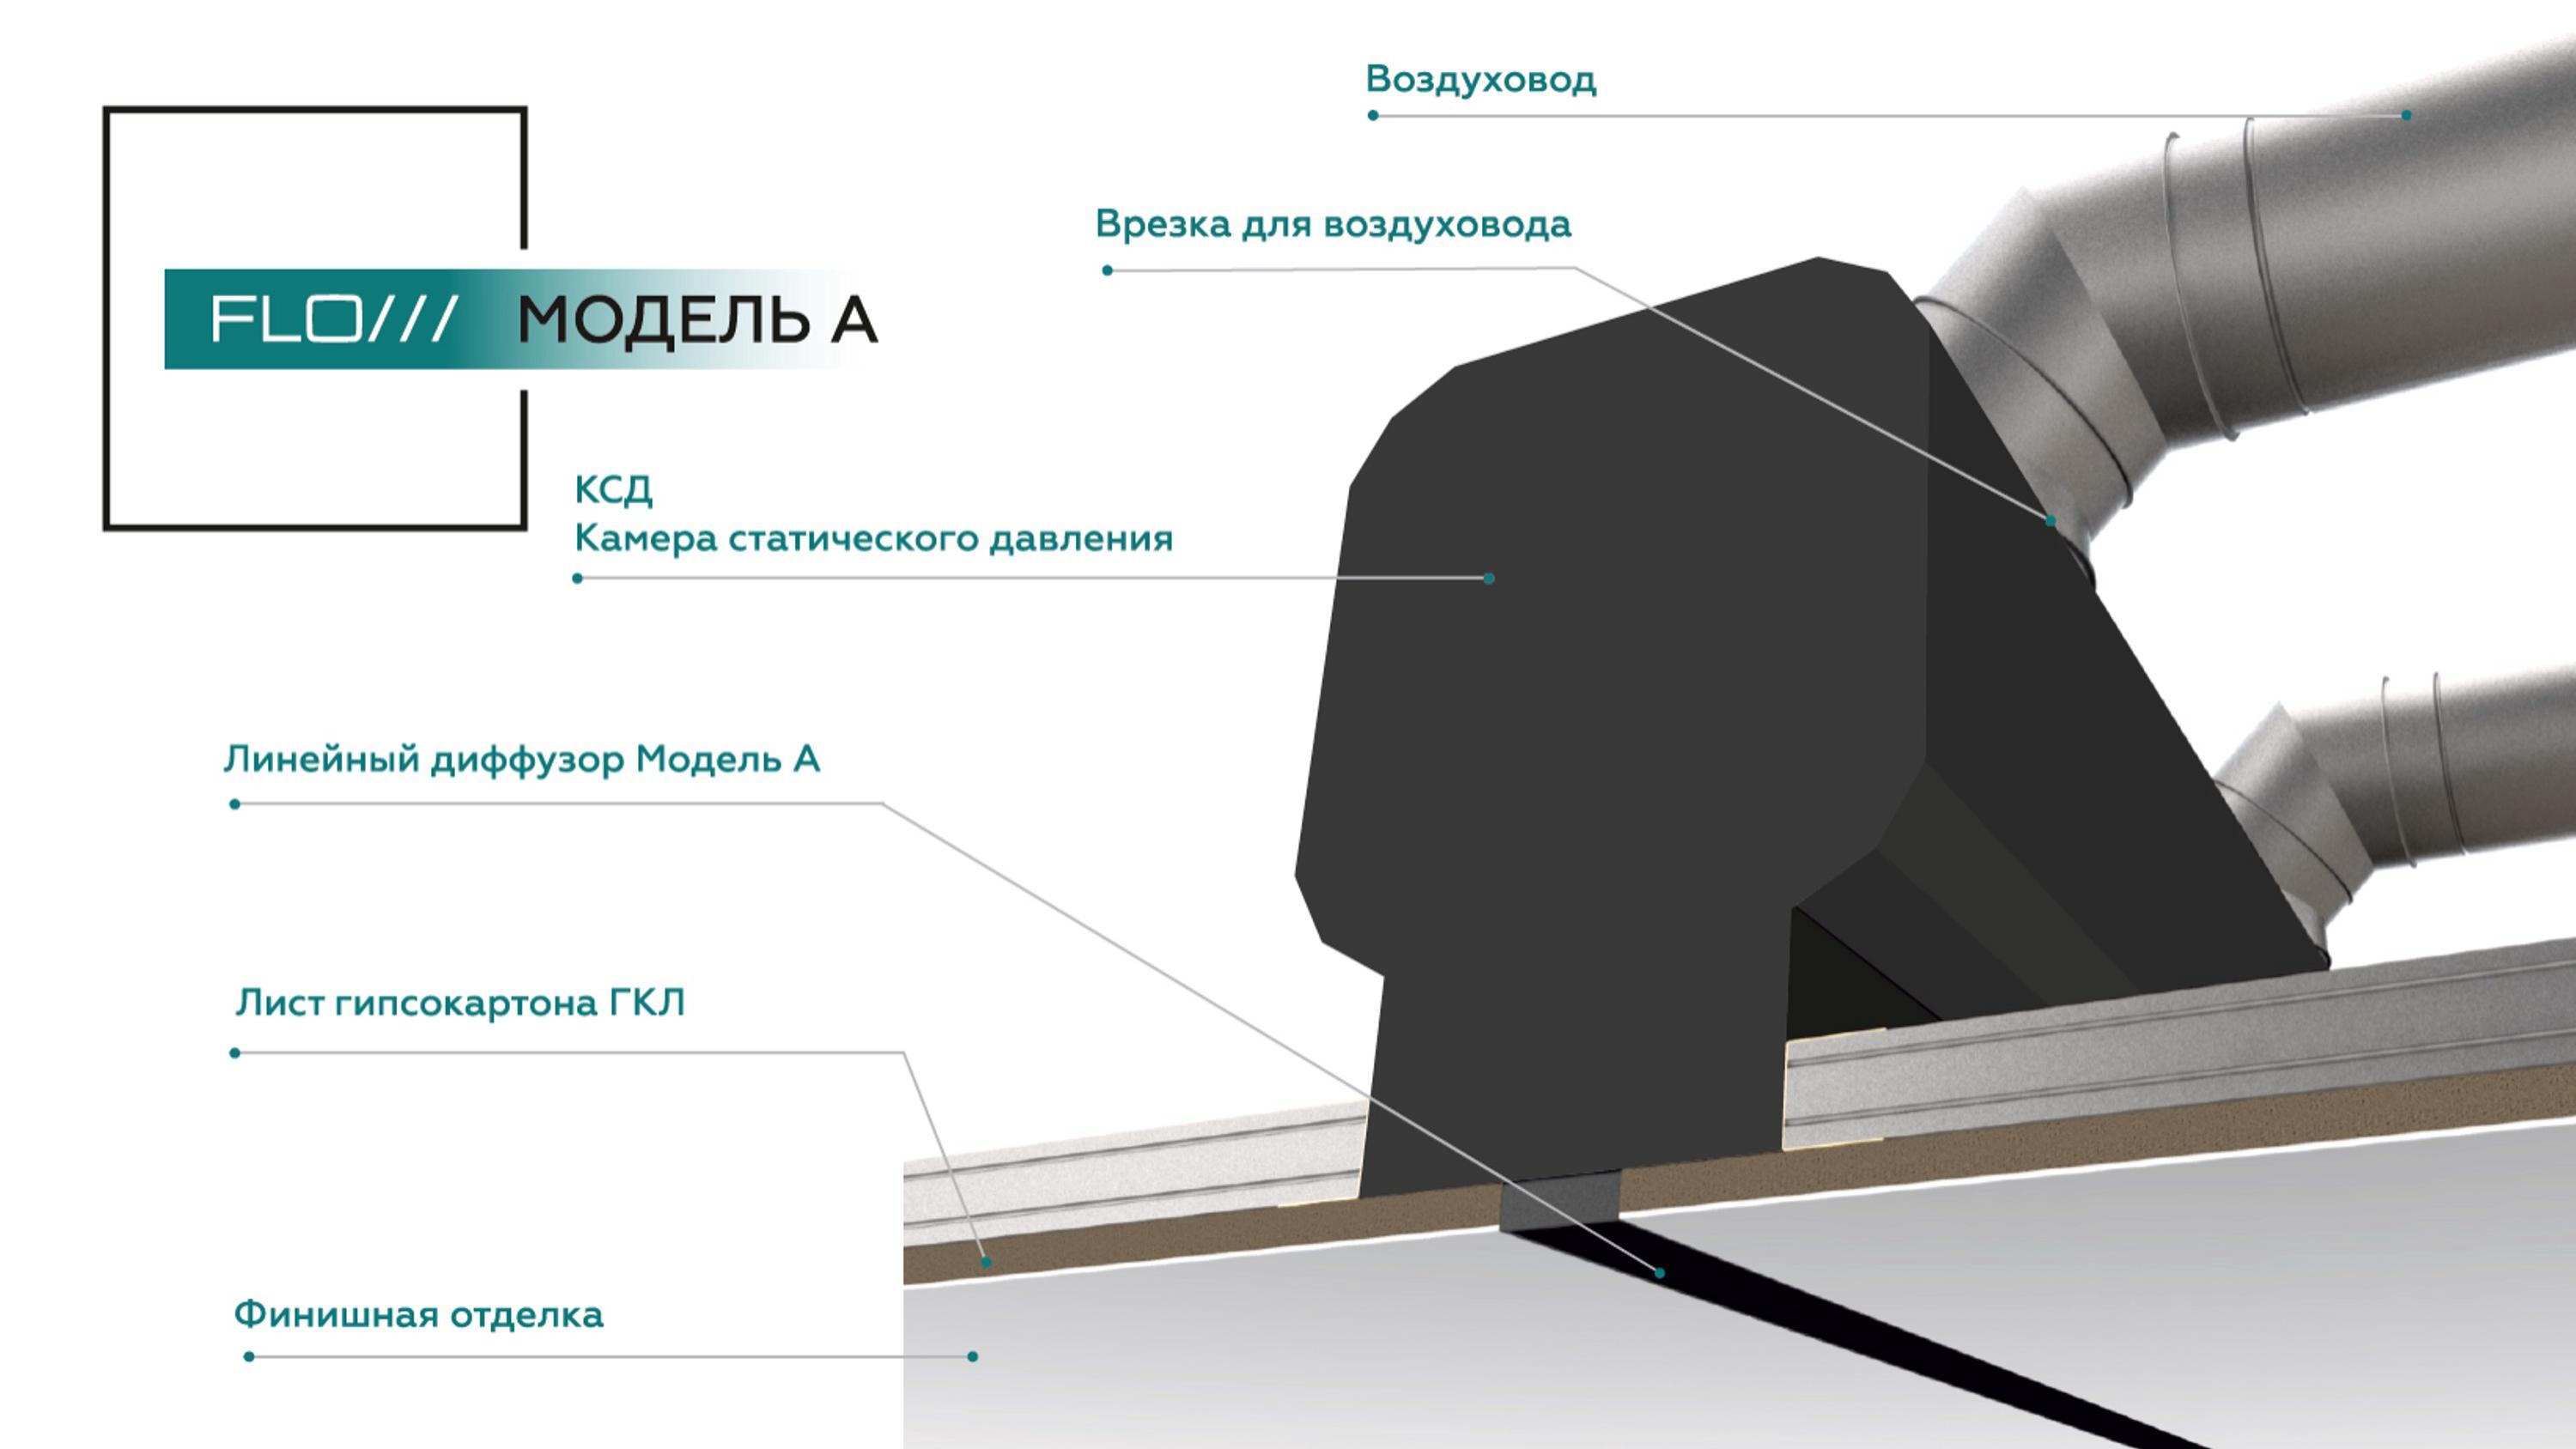 Воздуховод
Врезка для воздуховода
FLO/// МОДЕЛЬ А
КСД
Камера статического давления
Линейный диффузор Модель А
Лист гипсокартона ГКЛ
Финишная отделка